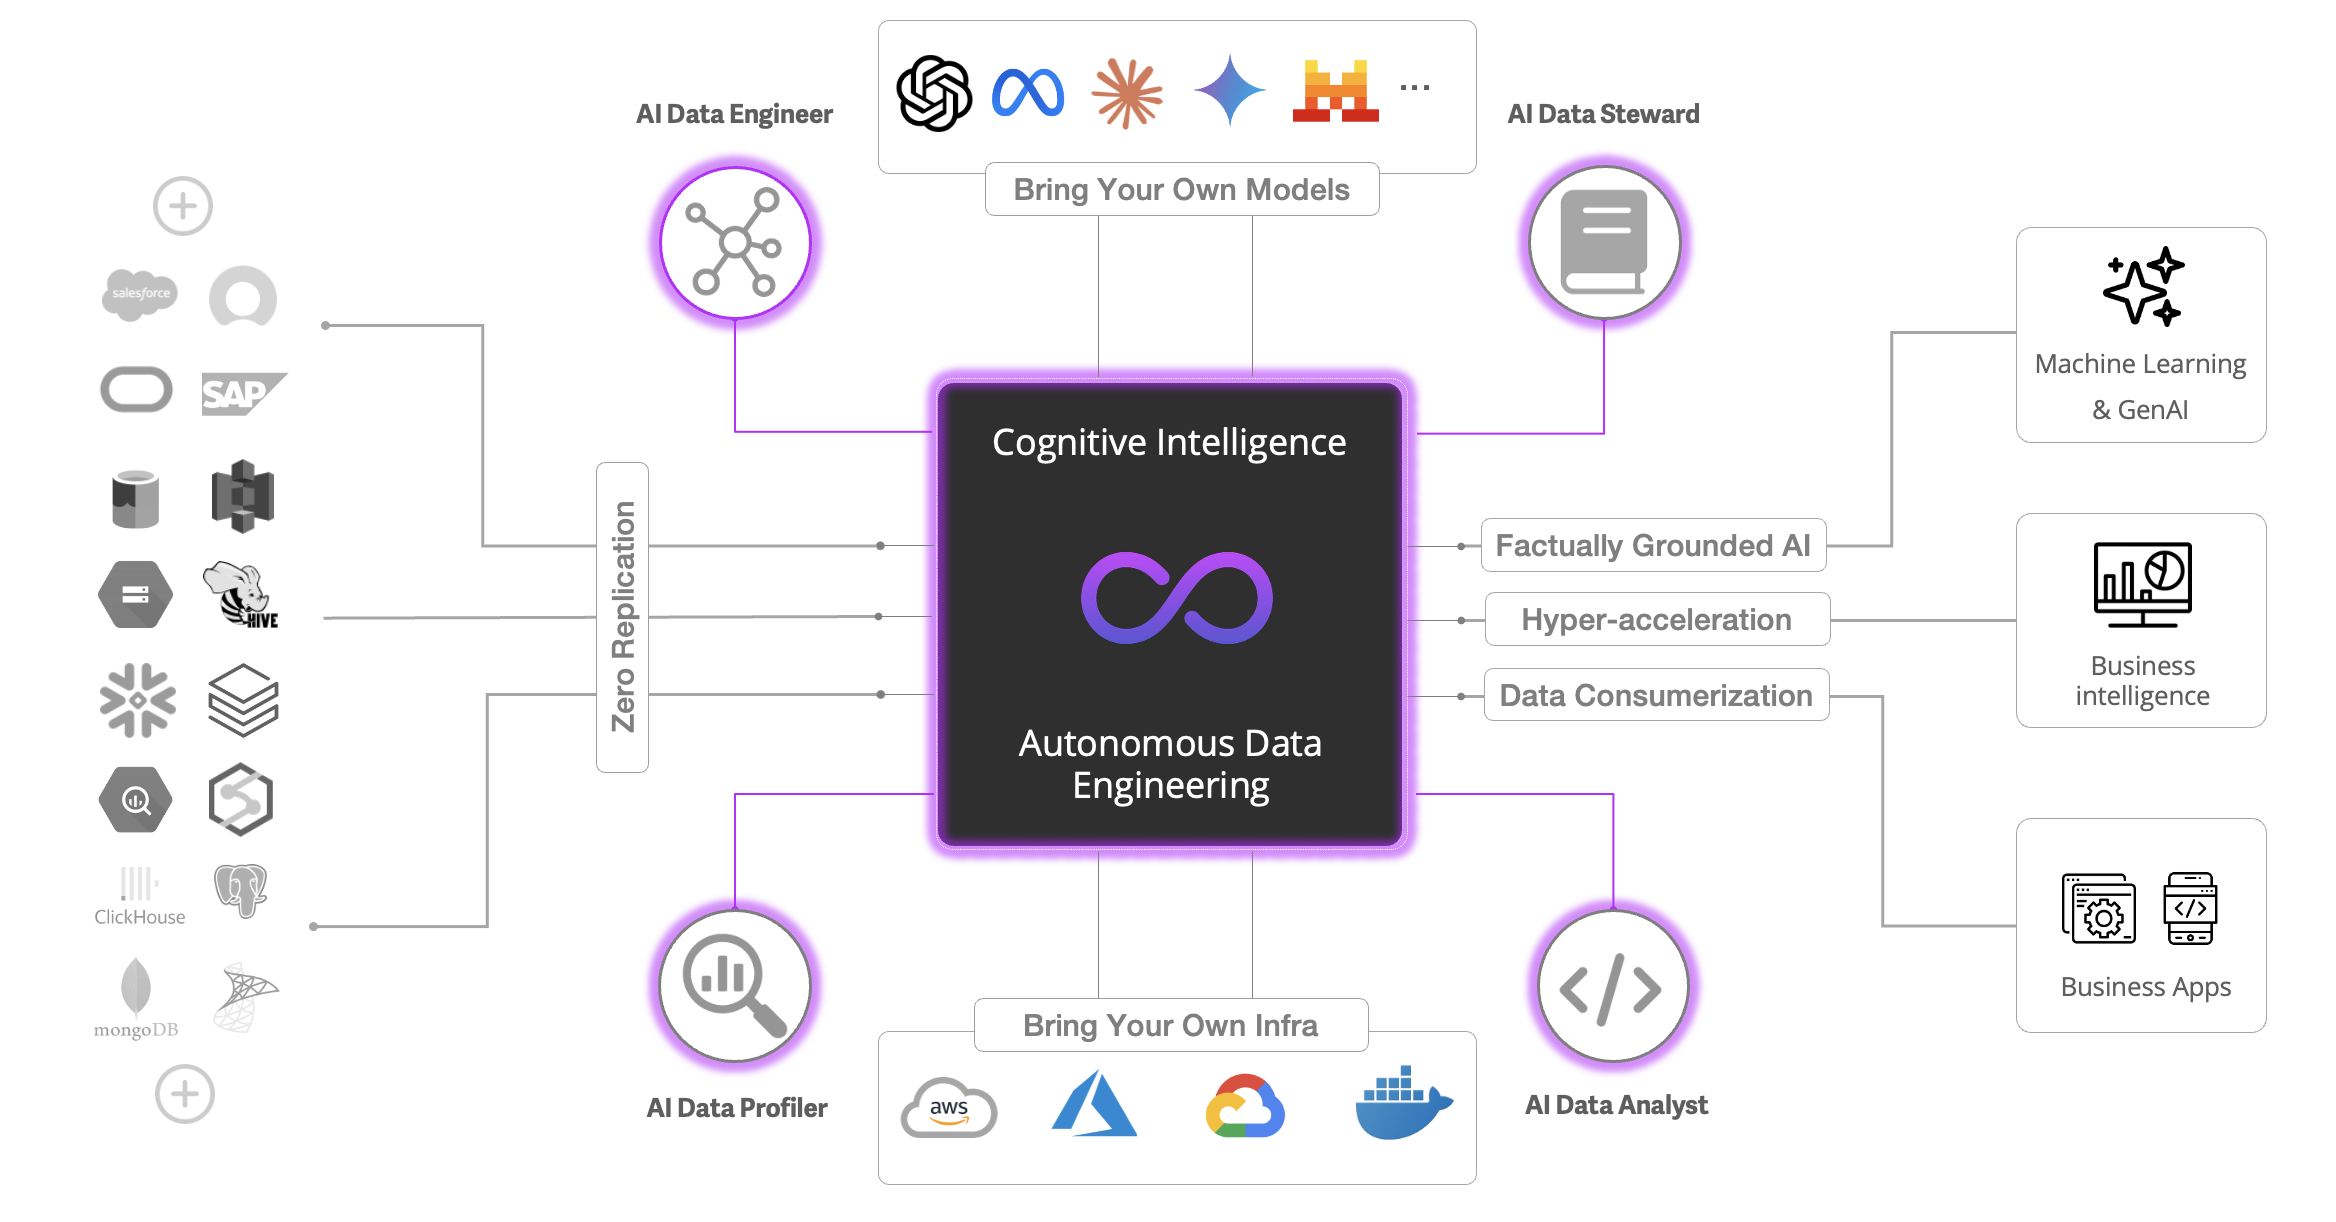 AI Data Engineer
...
AI Data Steward
Bring Your Own Models
salesforce
SAP
HIVE
ClickHouse
mongoDB
Zero Replication
Cognitive Intelligence
Autonomous Data
Engineering
Factually Grounded AI
Hyper-acceleration
Data Consumerization
Machine Learning
& GenAI
Business
intelligence
Business Apps
Bring Your Own Infra
aws
AI Data Profiler
AI Data Analyst